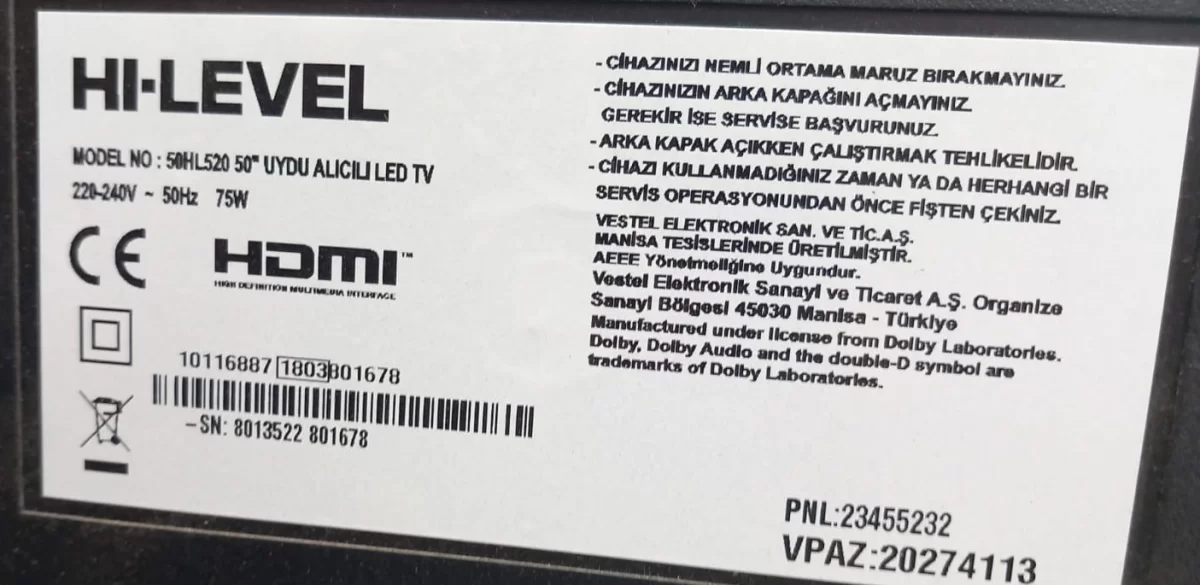 HI-LEVEL
MODEL NO : 50HL520 50" UYDU ALICILI LED TV
220-240V ~ 50Hz 75W
CE
HDMI™
HIGH DEFINITION MULTIMEDIA INTERFACE
10116887 1803 801678
-SN: 8013522 801678
- CİHAZINIZI NEMLİ ORTAMA MARUZ BIRAKMAYINIZ.
- CİHAZINIZIN ARKA KAPAĞINI AÇMAYINIZ.
GEREKİR İSE SERVİSE BAŞVURUNUZ.
- ARKA KAPAK AÇIKKEN ÇALIŞTIRMAK TEHLİKELİDİR.
- CİHAZI KULLANMADIĞINIZ ZAMAN YA DA HERHANGİ BİR
SERVİS OPERASYONUNDAN ÖNCE FİŞTEN ÇEKİNİZ.
VESTEL ELEKTRONİK SAN. VE TİC.A.Ş.
MANİSA TESİSLERİNDE ÜRETİLMİŞTİR.
AEEE Yönetmeliğine Uygundur.
Vestel Elektronik Sanayi ve Ticaret A.Ş. Organize
Sanayi Bölgesi 45030 Manisa - Türkiye
Manufactured under license from Dolby Laboratories.
Dolby, Dolby Audio and the double-D symbol are
trademarks of Dolby Laboratories.
PNL:23455232
VPAZ:20274113